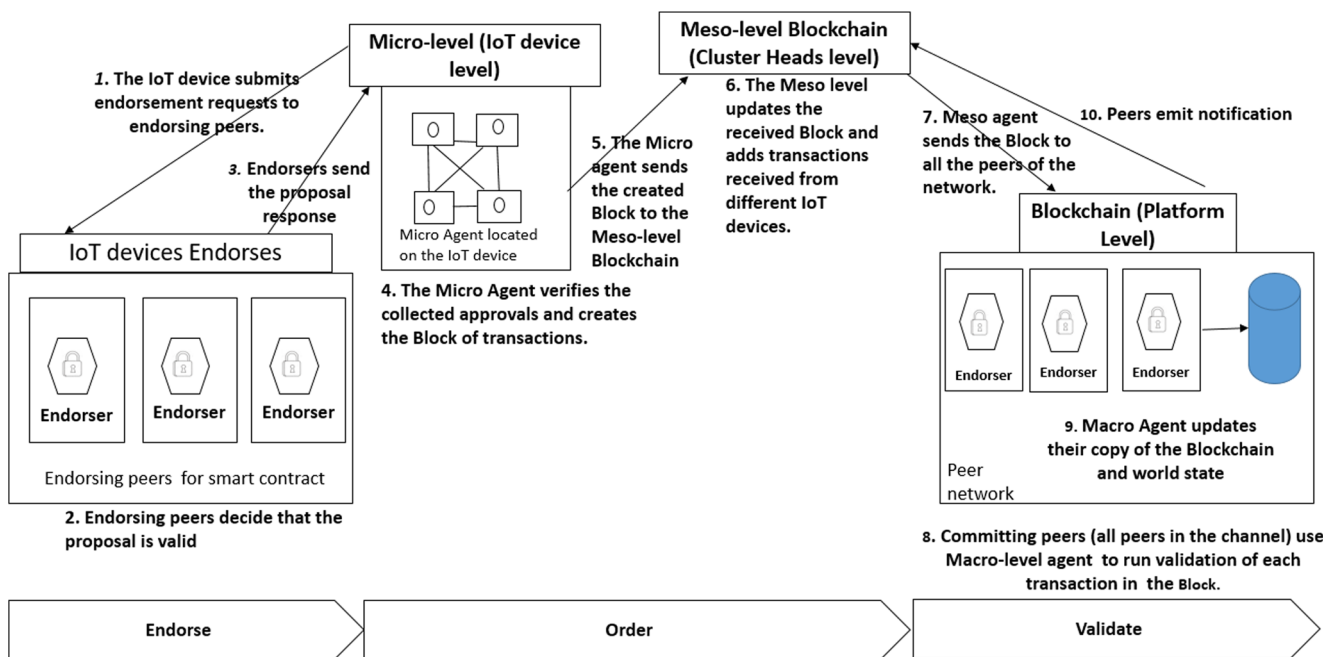 Micro-level (IoT device
level)
Meso-level Blockchain
(Cluster Heads level)
1. The IoT device submits
endorsement requests to
endorsing peers.
3. Endorsers send
the proposal
response
IoT devices Endorses
Endorser
Endorser
Endorser
Endorsing peers for smart contract
2. Endorsing peers decide that the
proposal is valid
Micro Agent located
on the IoT device
4. The Micro Agent verifies the
collected approvals and creates
the Block of transactions.
5. The Micro
agent sends
the created
Block to the
Meso-level
Blockchain
6. The Meso level
updates the
received Block and
adds transactions
received from
different IoT
devices.
7. Meso agent
sends the Block to
all the peers of the
network.
10. Peers emit notification
Blockchain (Platform
Level)
Endorser
Endorser
Endorser
9. Macro Agent updates
their copy of the Blockchain
and world state
Peer
network
8. Committing peers (all peers in the channel) use
Macro-level agent to run validation of each
transaction in the Block.
Endorse
Order
Validate